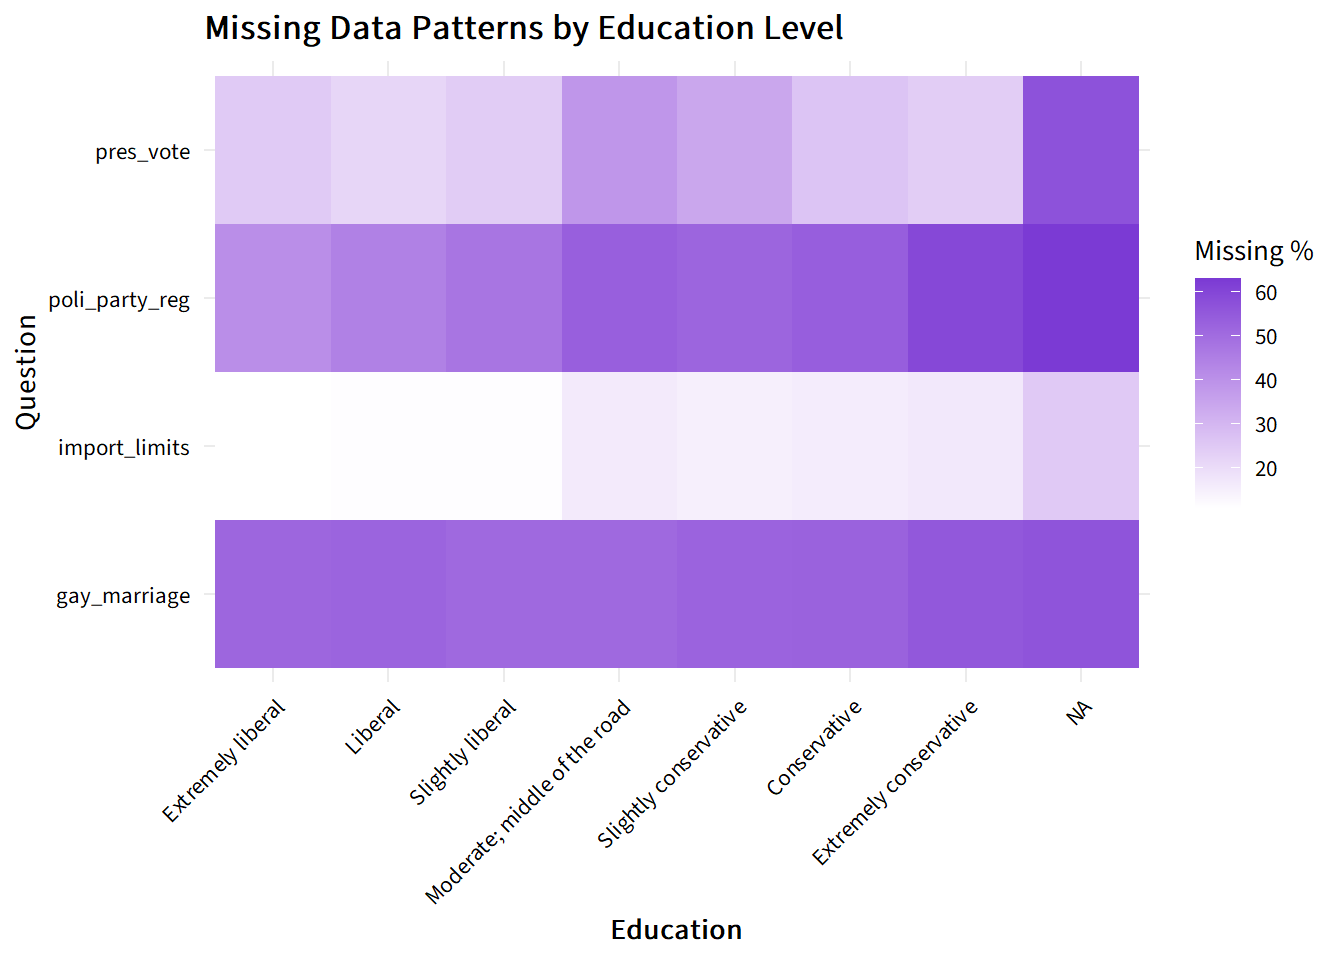 Missing Data Patterns by Education Level
pres_vote
poli_party_reg
import_limits
gay_marriage
Question
Missing %
60
50
40
30
20
Extremely liberal
Liberal
Slightly liberal
Moderate; middle of the road
Slightly conservative
Conservative
Extremely conservative
NA
Education